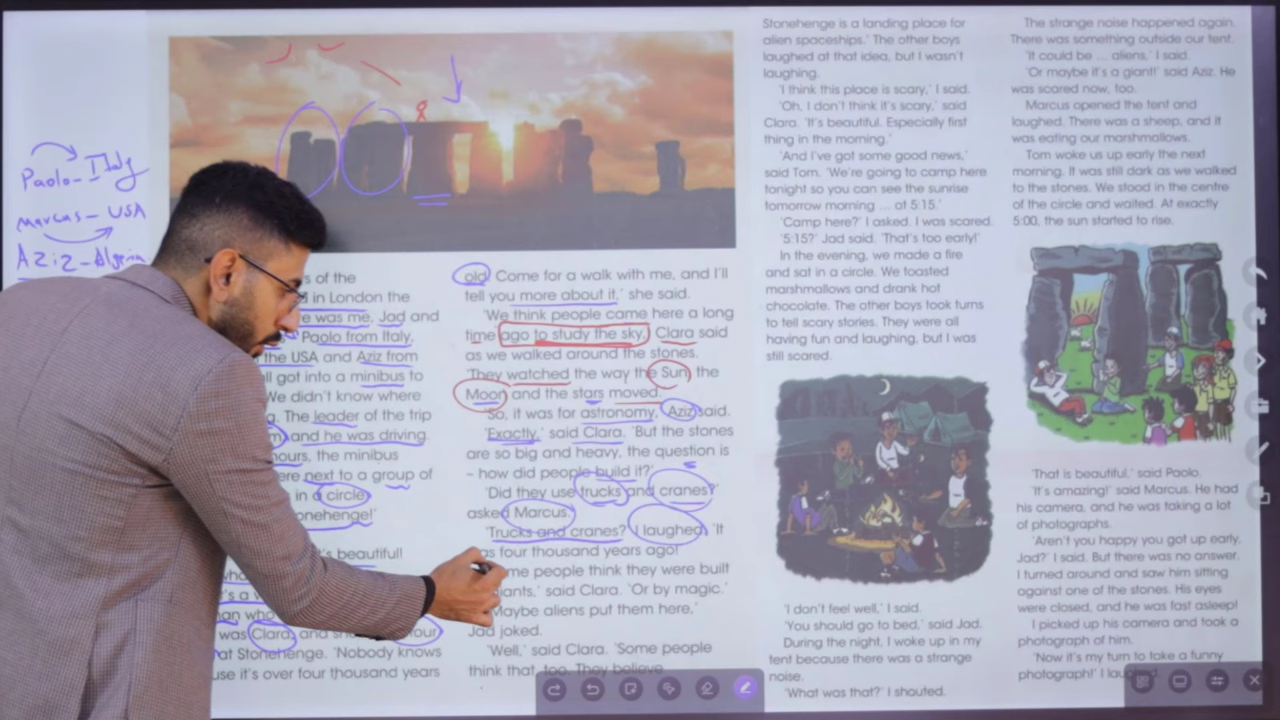 Paolo - Italy
Marcus - USA
Aziz - Algeria
s of the
in London the
e was me, Jad and
Paolo from Italy,
the USA and Aziz from
ll got into a minibus to
We didn't know where
g. The leader of the trip
and he was driving.
hours, the minibus
ere next to a group of
in a circle
onehenge!'
's beautiful!
who
's a
an who
was Clara, and she our
at Stonehenge. 'Nobody knows
use it's over four thousand years
old. Come for a walk with me, and I'll
tell you more about it,' she said.
'We think people came here a long
time ago to study the sky,' Clara said
as we walked around the stones.
'They watched the way the Sun, the
Moon and the stars moved.
'So, it was for astronomy,' Aziz said.
'Exactly,' said Clara. 'But the stones
are so big and heavy, the question is
– how did people build it?'
'Did they use trucks and cranes?'
asked Marcus.
'Trucks and cranes?' I laughed. 'It
as four thousand years ago!'
me people think they were built
iants,' said Clara. 'Or by magic.'
'Maybe aliens put them here,'
Jad joked.
'Well,' said Clara. 'Some people
think that, too. They believe
Stonehenge is a landing place for
alien spaceships.' The other boys
laughed at that idea, but I wasn't
laughing.
'I think this place is scary,' I said.
'Oh, I don't think it's scary,' said
Clara. 'It's beautiful. Especially first
thing in the morning.'
'And I've got some good news,'
said Tom. 'We're going to camp here
tonight so you can see the sunrise
tomorrow morning ... at 5:15.'
'Camp here?' I asked. I was scared.
'5:15?' Jad said. 'That's too early!'
In the evening, we made a fire
and sat in a circle. We toasted
marshmallows and drank hot
chocolate. The other boys took turns
to tell scary stories. They were all
having fun and laughing, but I was
still scared.
'I don't feel well,' I said.
'You should go to bed,' said Jad.
During the night, I woke up in my
tent because there was a strange
noise.
'What was that?' I shouted.
The strange noise happened again.
There was something outside our tent.
'It could be ... aliens,' I said.
'Or maybe it's a giant!' said Aziz. He
was scared now, too.
Marcus opened the tent and
laughed. There was a sheep, and it
was eating our marshmallows.
Tom woke us up early the next
morning. It was still dark as we walked
to the stones. We stood in the centre
of the circle and waited. At exactly
5:00, the sun started to rise.
'That is beautiful,' said Paolo.
'It's amazing!' said Marcus. He had
his camera, and he was taking a lot
of photographs.
'Aren't you happy you got up early,
Jad?' I said. But there was no answer.
I turned around and saw him sitting
against one of the stones. His eyes
were closed, and he was fast asleep!
I picked up his camera and took a
photograph of him.
'Now it's my turn to take a funny
photograph!' I